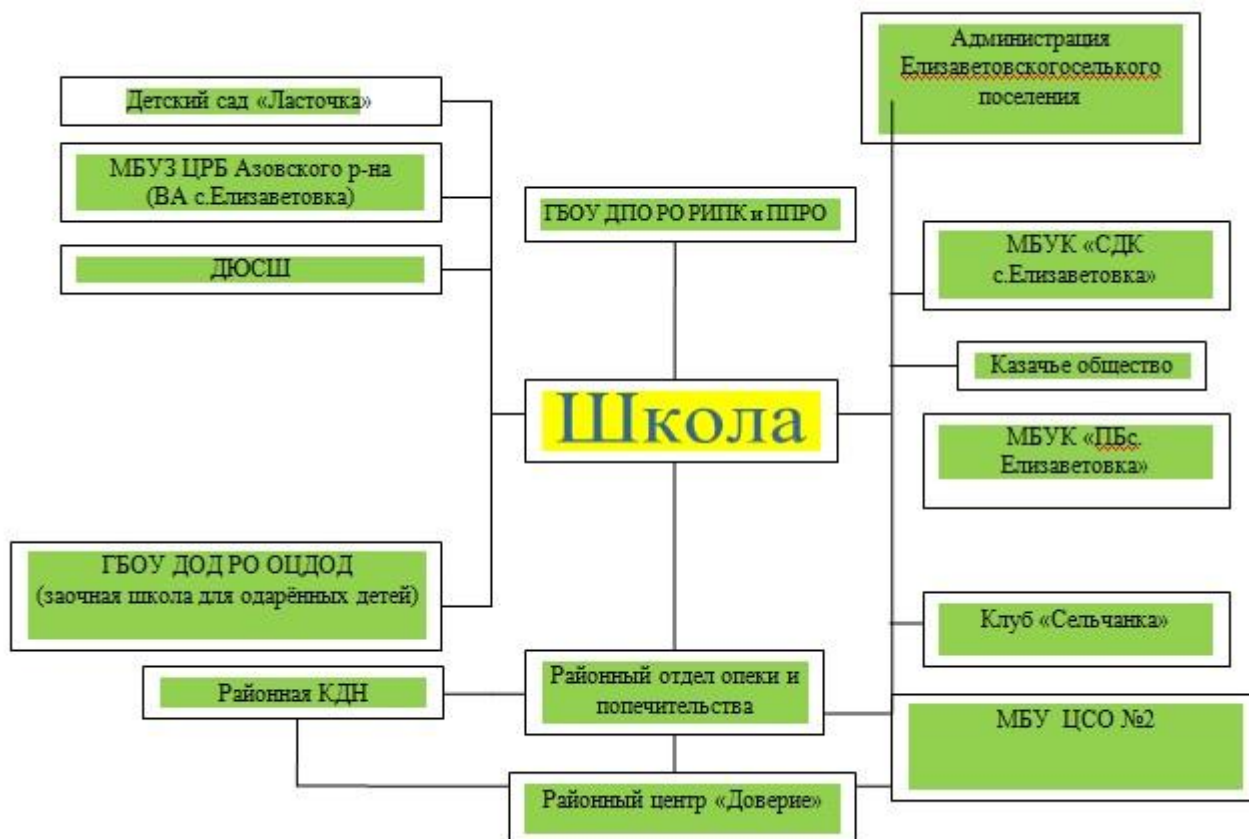 Администрация
Елизаветовскогоселького
поселения
Детский сад «Ласточка»
МБУЗ ЦРБ Азовского р-на
(ВА с.Елизаветовка)
ГБОУ ДПО РО РИПК и ППРО
ДЮСШ
МБУК «СДК
с.Елизаветовка»
Казачье общество
Школа
МБУК «ПБс.
Елизаветовка»
ГБОУ ДОД РО ОЦДОД
(заочная школа для одарённых детей)
Клуб «Сельчанка»
Районная КДН
Районный отдел опеки и
попечительства
МБУ ЦСО №2
Районный центр «Доверие»